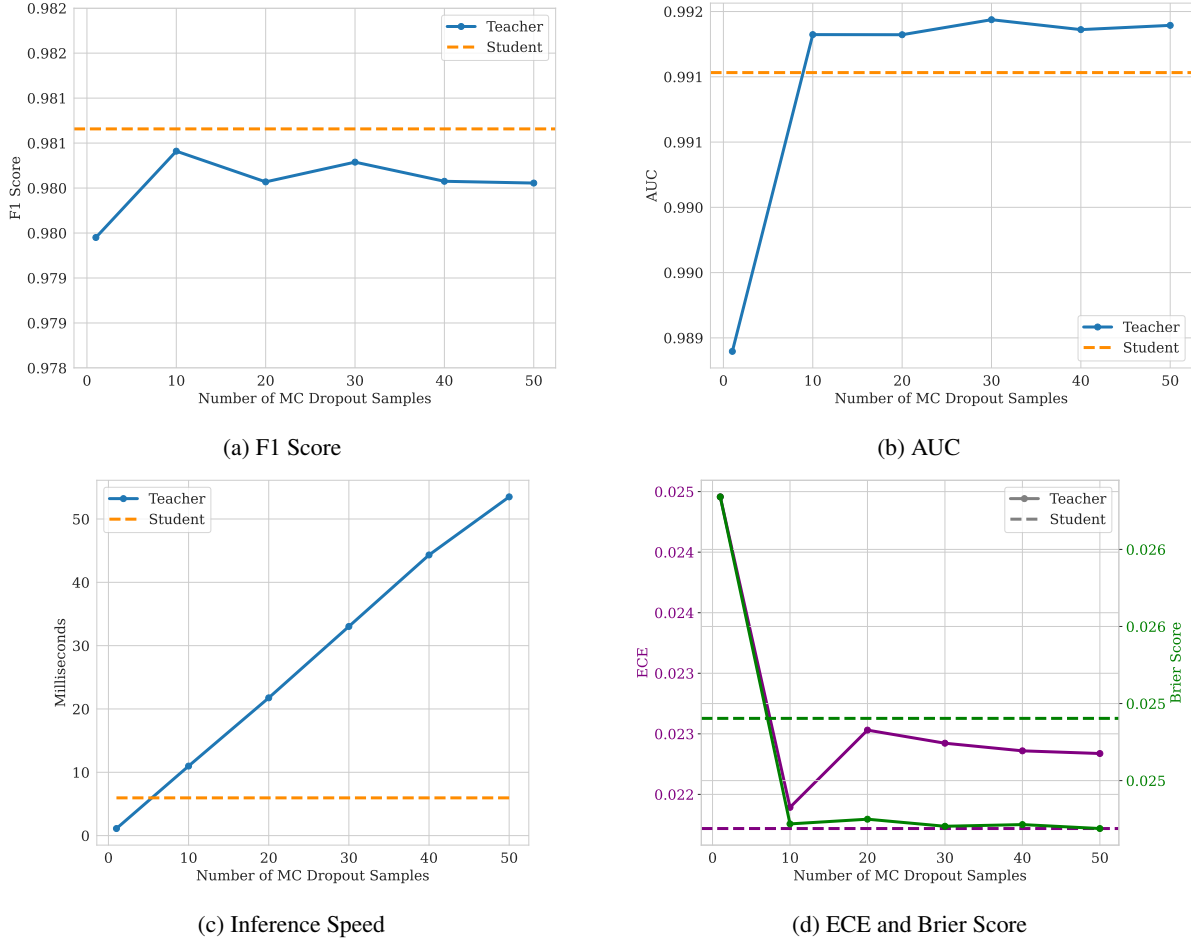 0.982
0.982
0.981
0.981
0.980
0.980
0.979
0.979
0.978
F1 Score
Teacher
Student
0 10 20 30 40 50
Number of MC Dropout Samples
(a) F1 Score
0.992
0.991
0.991
0.990
0.990
0.989
AUC
Teacher
Student
0 10 20 30 40 50
Number of MC Dropout Samples
(b) AUC
50
40
30
20
10
0
Milliseconds
Teacher
Student
0 10 20 30 40 50
Number of MC Dropout Samples
(c) Inference Speed
0.025
0.024
0.024
0.023
0.023
0.022
ECE
Teacher
Student
0.026
0.026
0.025
0.025
Brier Score
0 10 20 30 40 50
Number of MC Dropout Samples
(d) ECE and Brier Score